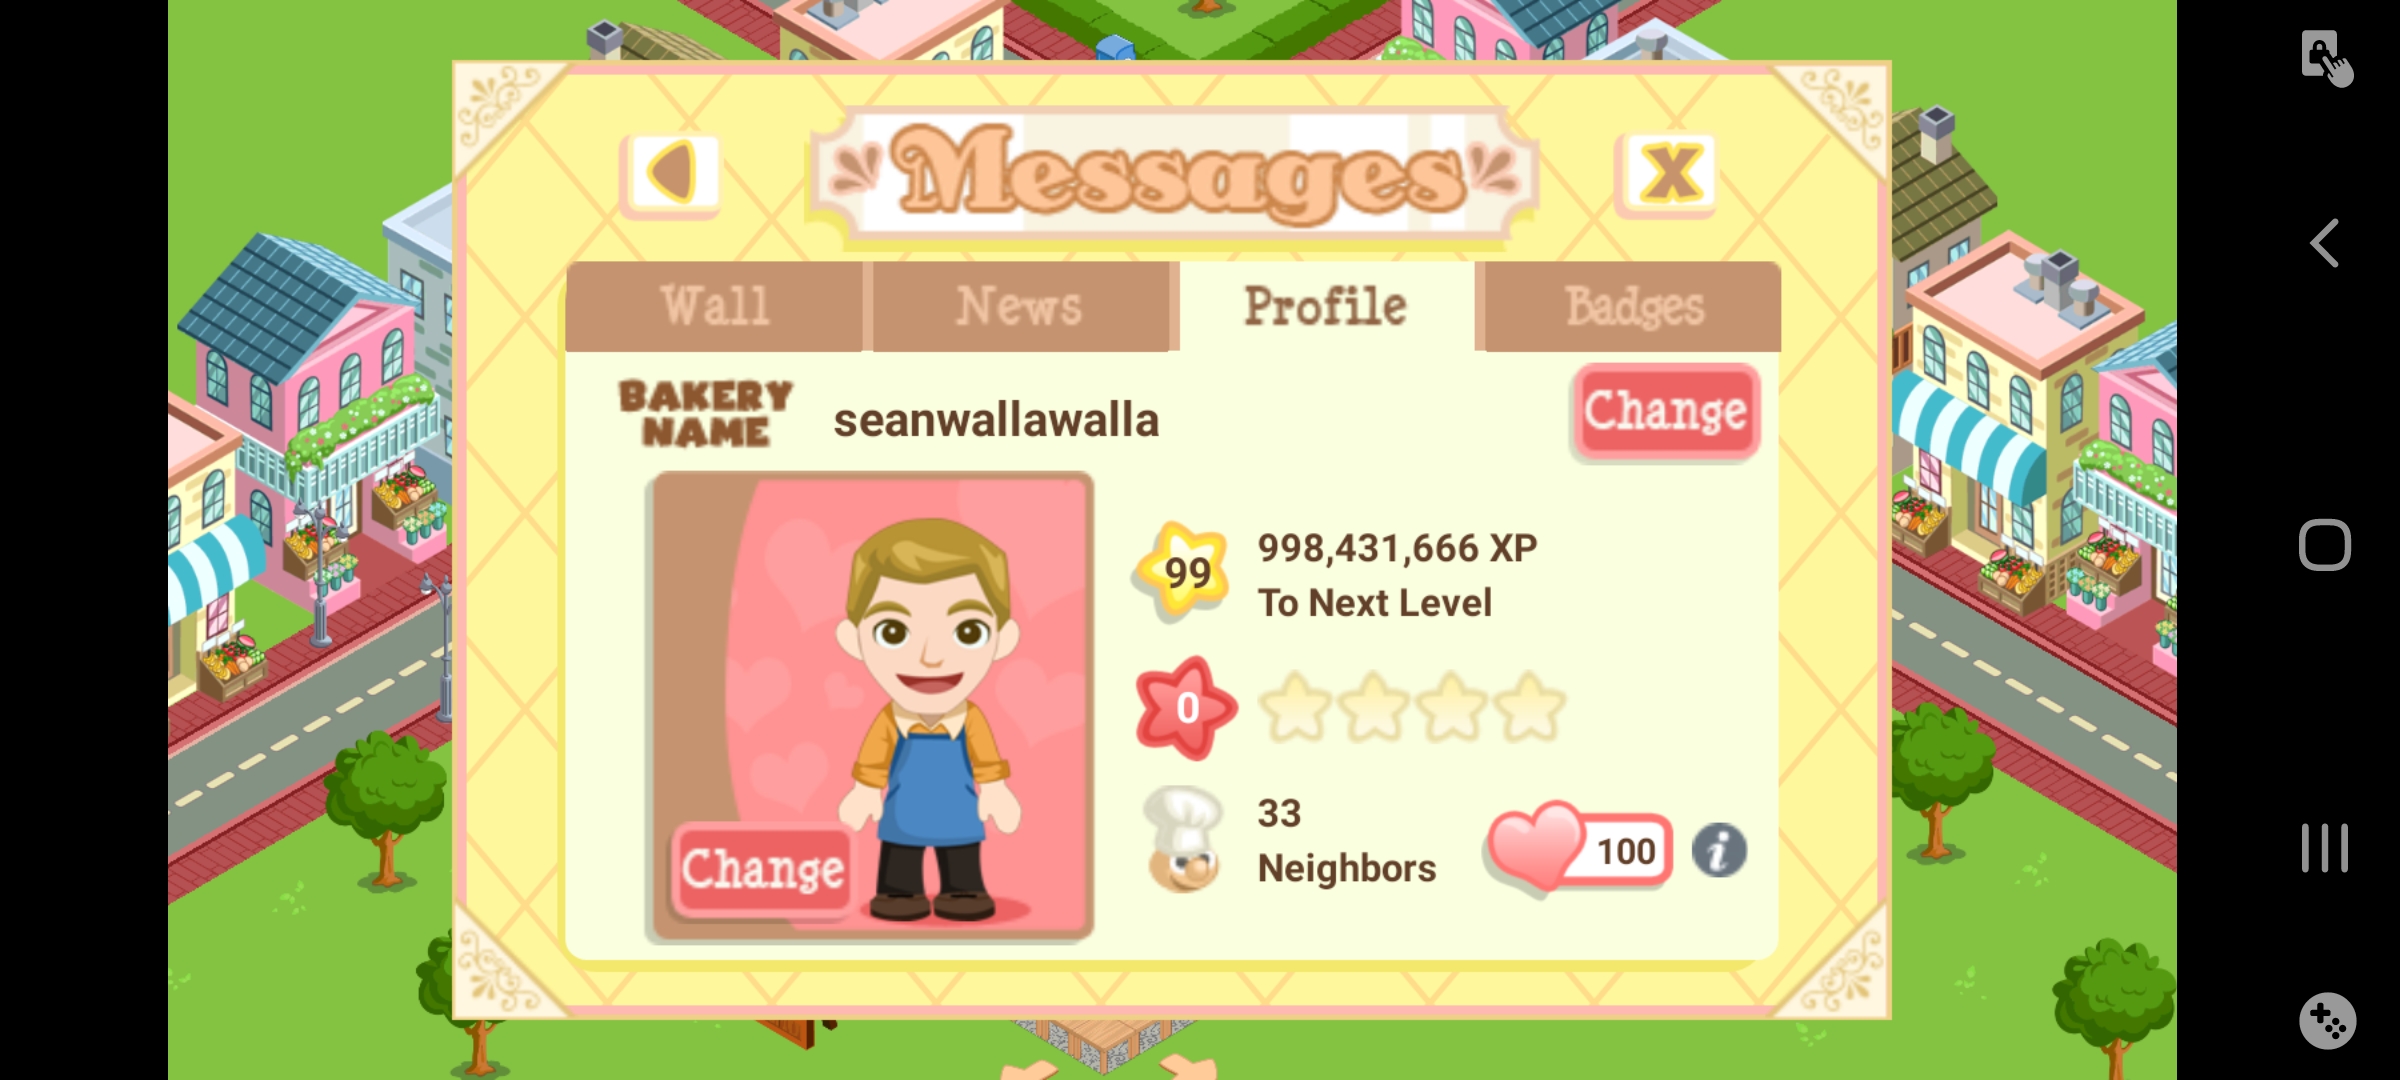 Messages
X
Wall
News
Profile
Badges
BAKERY
NAME
seanwallawalla
Change
99
998,431,666 XP
To Next Level
0
33
Neighbors
100
i
Change